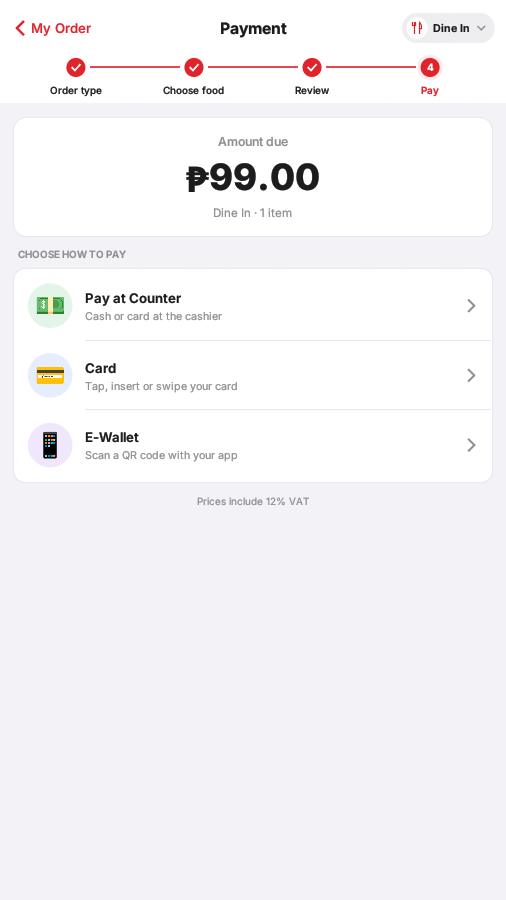 My Order
Payment
Dine In
4
Order type
Choose food
Review
Pay
Amount due
₱99.00
Dine In · 1 item
CHOOSE HOW TO PAY
Pay at Counter
Cash or card at the cashier
Card
Tap, insert or swipe your card
E-Wallet
Scan a QR code with your app
Prices include 12% VAT